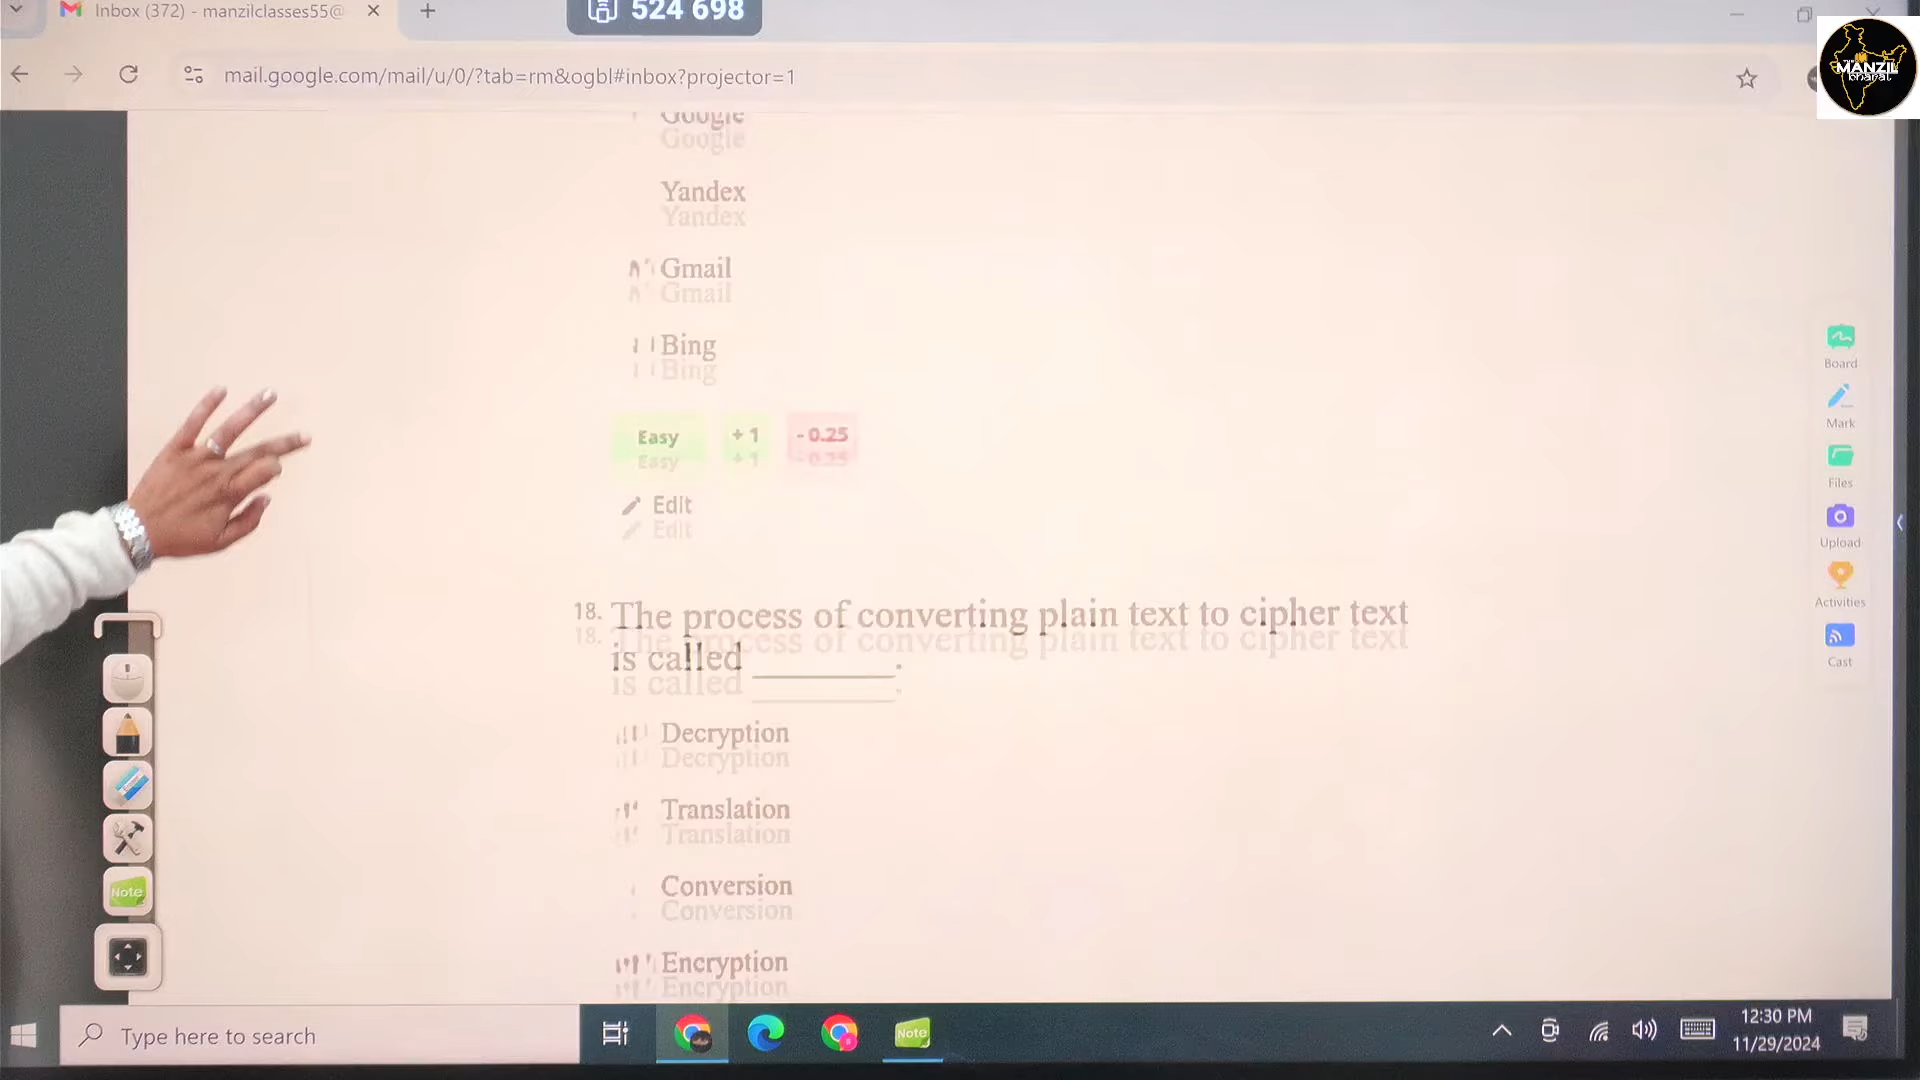 Inbox (372) - manzilclasses55@
524 698
mail.google.com/mail/u/0/?tab=rm&ogbl#inbox?projector=1
MANZIL
Google
Yandex
Gmail
Bing
Easy +1 -0.25
Edit
18. The process of converting plain text to cipher text
is called ________.
Decryption
Translation
Conversion
Encryption
Board
Mark
Files
Upload
Activities
Cast
Note
Type here to search
Note
12:30 PM
11/29/2024